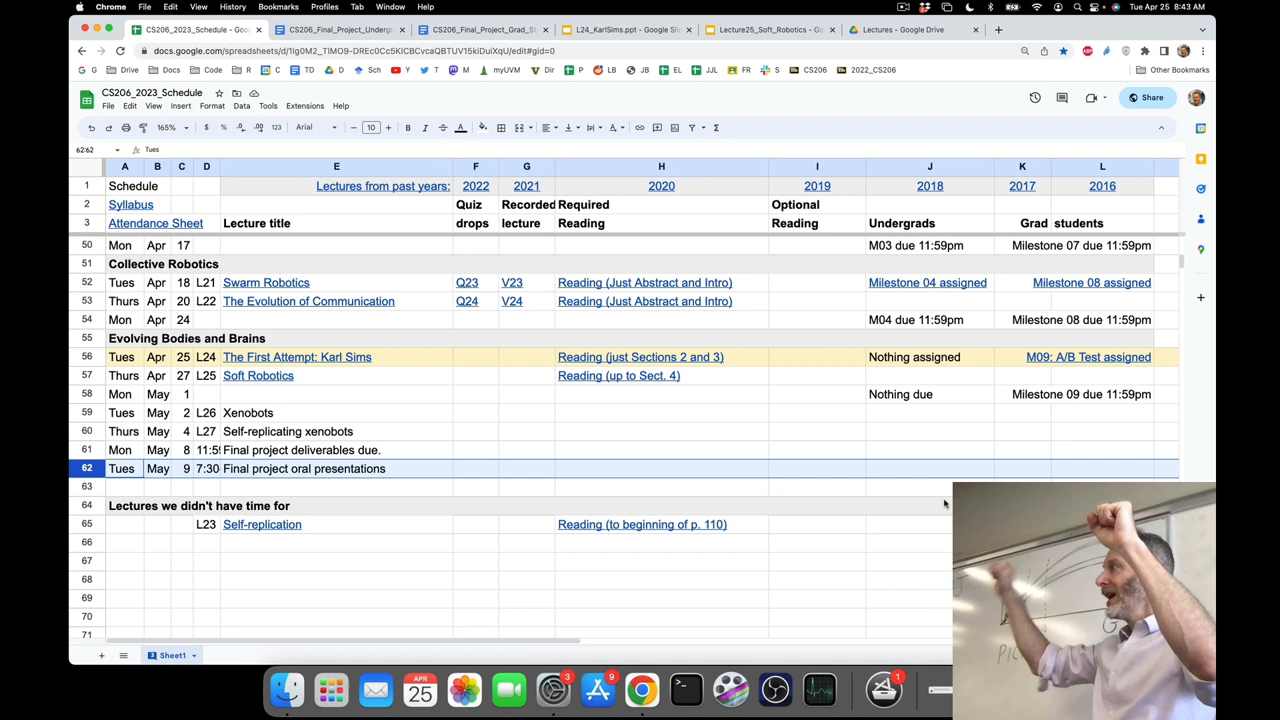 Chrome File Edit View History Bookmarks Profiles Tab Window Help Tue Apr 25 8:43 AM
CS206_2023_Schedule - Goo CS206_Final_Project_Underg CS206_Final_Project_Grad_St L24_KarlSims.ppt - Google Sli Lecture25_Soft_Robotics - Go Lectures - Google Drive
docs.google.com/spreadsheets/d/1lg0M2_TlMO9-DREc0Cc5KlCBCvcaQBTUV15klDuiXqU/edit#gid=0
G Drive Docs Code R TD D Sch Y T M myUVM Dir P LB JB EL JJL FR S CS206 2022_CS206 Other Bookmarks
CS206_2023_Schedule
File Edit View Insert Format Data Tools Extensions Help Share
165% $ % .0 .00 123 Arial 10 B I S A
62:62 Tues
A B C D E F G H I J K L
1 Schedule Lectures from past years: 2022 2021 2020 2019 2018 2017 2016
2 Syllabus Quiz Recorded Required Optional
3 Attendance Sheet Lecture title drops lecture Reading Reading Undergrads Grad students
50 Mon Apr 17 M03 due 11:59pm Milestone 07 due 11:59pm
51 Collective Robotics
52 Tues Apr 18 L21 Swarm Robotics Q23 V23 Reading (Just Abstract and Intro) Milestone 04 assigned Milestone 08 assigned
53 Thurs Apr 20 L22 The Evolution of Communication Q24 V24 Reading (Just Abstract and Intro)
54 Mon Apr 24 M04 due 11:59pm Milestone 08 due 11:59pm
55 Evolving Bodies and Brains
56 Tues Apr 25 L24 The First Attempt: Karl Sims Reading (just Sections 2 and 3) Nothing assigned M09: A/B Test assigned
57 Thurs Apr 27 L25 Soft Robotics Reading (up to Sect. 4)
58 Mon May 1 Nothing due Milestone 09 due 11:59pm
59 Tues May 2 L26 Xenobots
60 Thurs May 4 L27 Self-replicating xenobots
61 Mon May 8 11:59 Final project deliverables due.
62 Tues May 9 7:30 Final project oral presentations
63
64 Lectures we didn't have time for
65 L23 Self-replication Reading (to beginning of p. 110)
66
67
68
69
70
71
3 Sheet1
APR
25
3
9
1